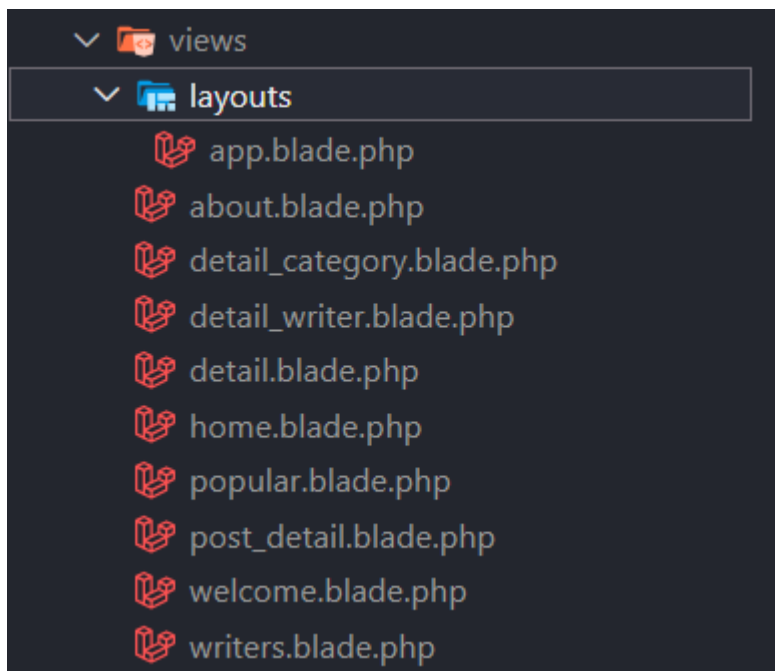 views
layouts
app.blade.php
about.blade.php
detail_category.blade.php
detail_writer.blade.php
detail.blade.php
home.blade.php
popular.blade.php
post_detail.blade.php
welcome.blade.php
writers.blade.php